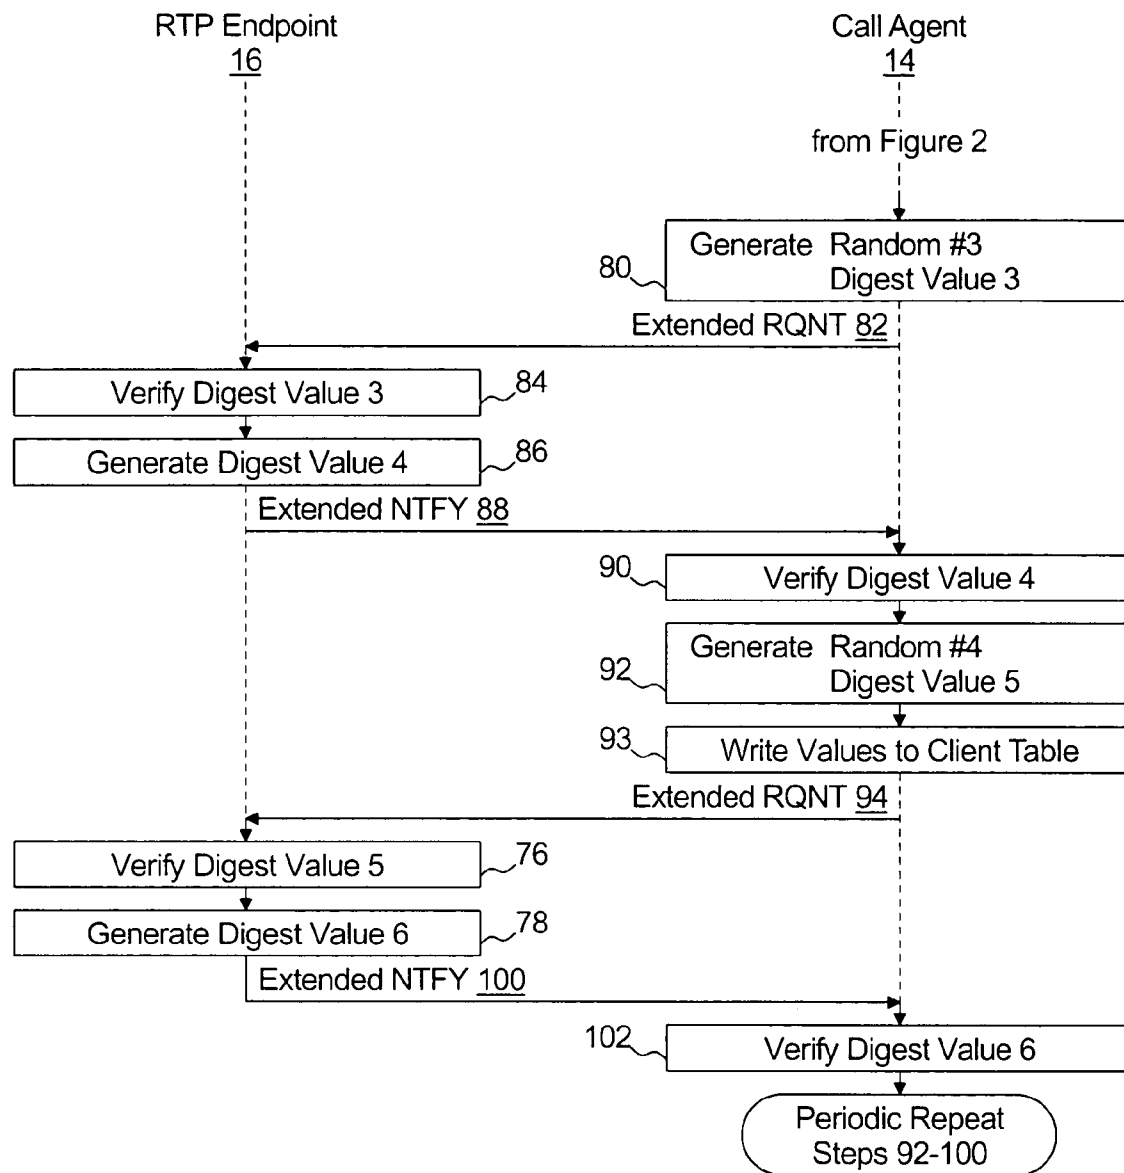 RTP Endpoint
16
Call Agent
14
from Figure 2
Generate Random #3
Digest Value 3
80
Extended RQNT 82
Verify Digest Value 3
84
Generate Digest Value 4
86
Extended NTFY 88
90
Verify Digest Value 4
Generate Random #4
Digest Value 5
92
93
Write Values to Client Table
Extended RQNT 94
Verify Digest Value 5
76
Generate Digest Value 6
78
Extended NTFY 100
102
Verify Digest Value 6
Periodic Repeat
Steps 92-100